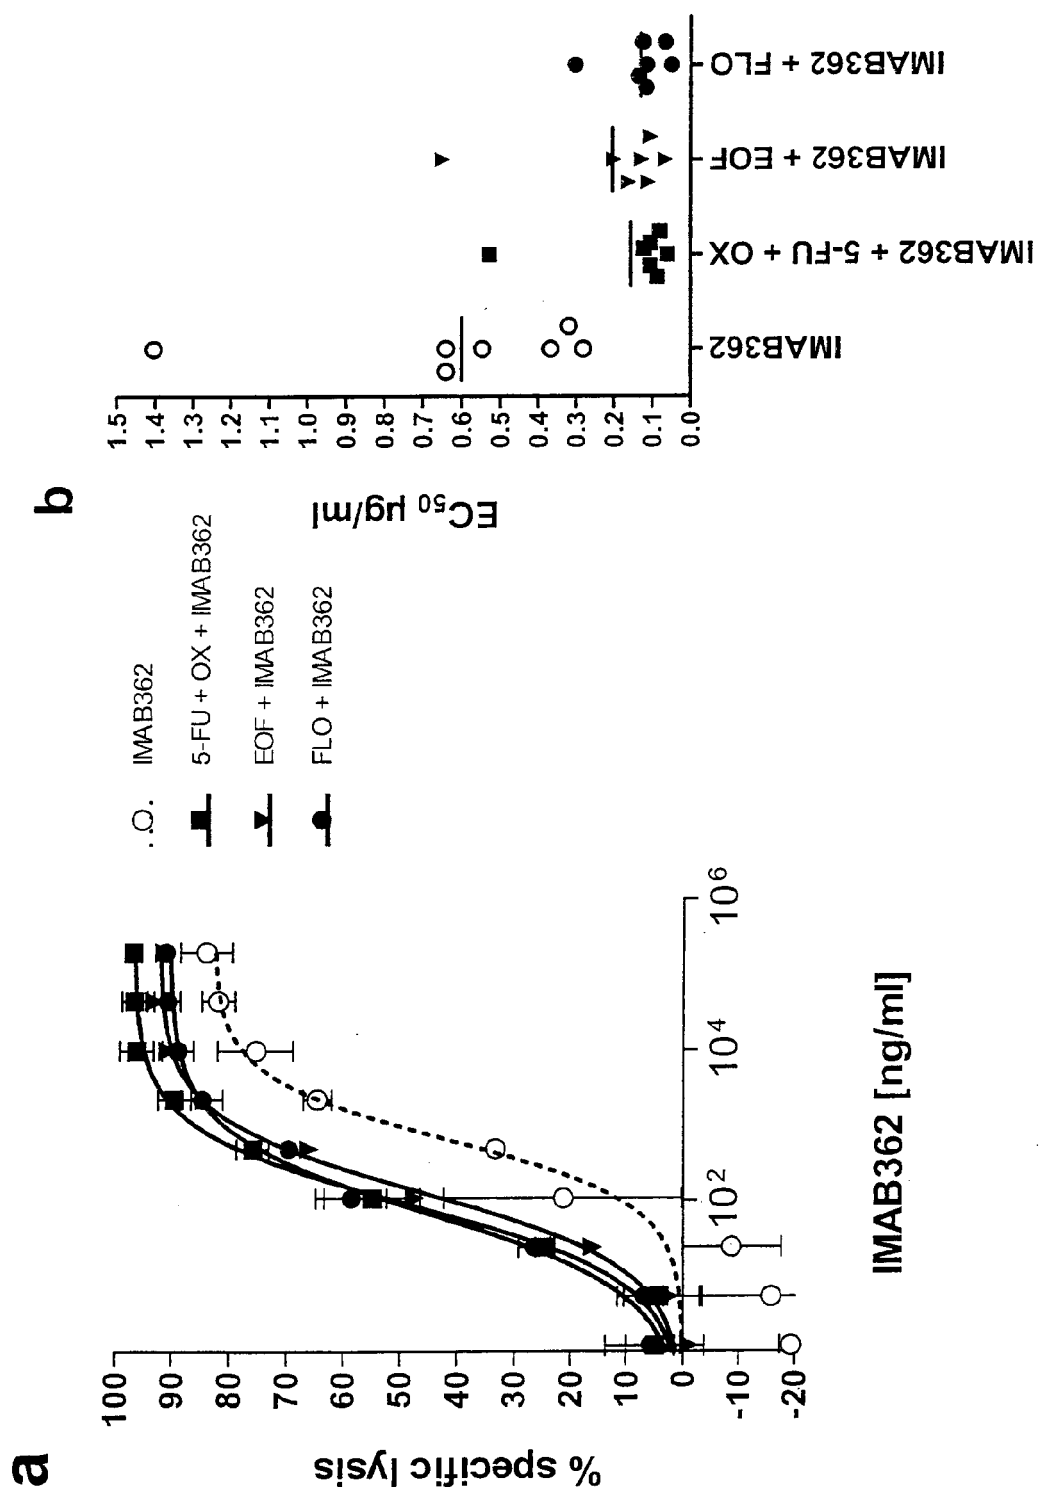 a
% specific lysis
100
90
80
70
60
50
40
30
20
10
0
-10
-20
10²
10⁴
10⁶
IMAB362 [ng/ml]
IMAB362
5-FU + OX + IMAB362
EOF + IMAB362
FLO + IMAB362
b
EC₅₀ µg/ml
1.5
1.4
1.3
1.2
1.1
1.0
0.9
0.8
0.7
0.6
0.5
0.4
0.3
0.2
0.1
0.0
IMAB362
IMAB362 + 5-FU + OX
IMAB362 + EOF
IMAB362 + FLO